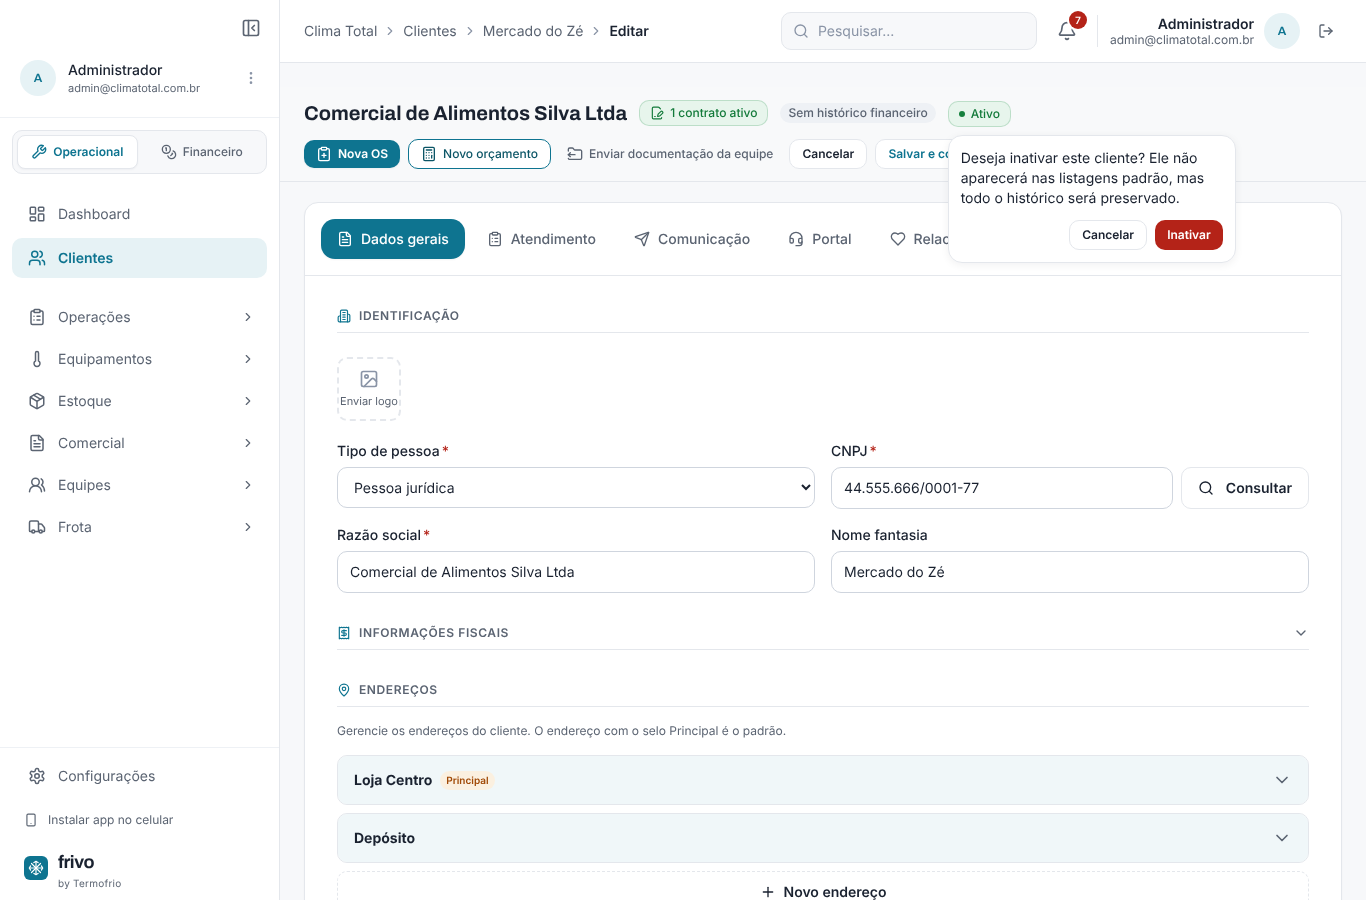 Clima Total
Clientes
Mercado do Zé
Editar
Pesquisar...
7
Administrador
admin@climatotal.com.br
A
A
Administrador
admin@climatotal.com.br
Operacional
Financeiro
Dashboard
Clientes
Operações
Equipamentos
Estoque
Comercial
Equipes
Frota
Configurações
Instalar app no celular
frivo
by Termofrio
Comercial de Alimentos Silva Ltda
1 contrato ativo
Sem histórico financeiro
Ativo
Nova OS
Novo orçamento
Enviar documentação da equipe
Cancelar
Salvar e co
Deseja inativar este cliente? Ele não
aparecerá nas listagens padrão, mas
todo o histórico será preservado.
Cancelar
Inativar
Dados gerais
Atendimento
Comunicação
Portal
Relac
IDENTIFICAÇÃO
Enviar logo
Tipo de pessoa *
Pessoa jurídica
CNPJ *
44.555.666/0001-77
Consultar
Razão social *
Comercial de Alimentos Silva Ltda
Nome fantasia
Mercado do Zé
INFORMAÇÕES FISCAIS
ENDEREÇOS
Gerencie os endereços do cliente. O endereço com o selo Principal é o padrão.
Loja Centro
Principal
Depósito
Novo endereço